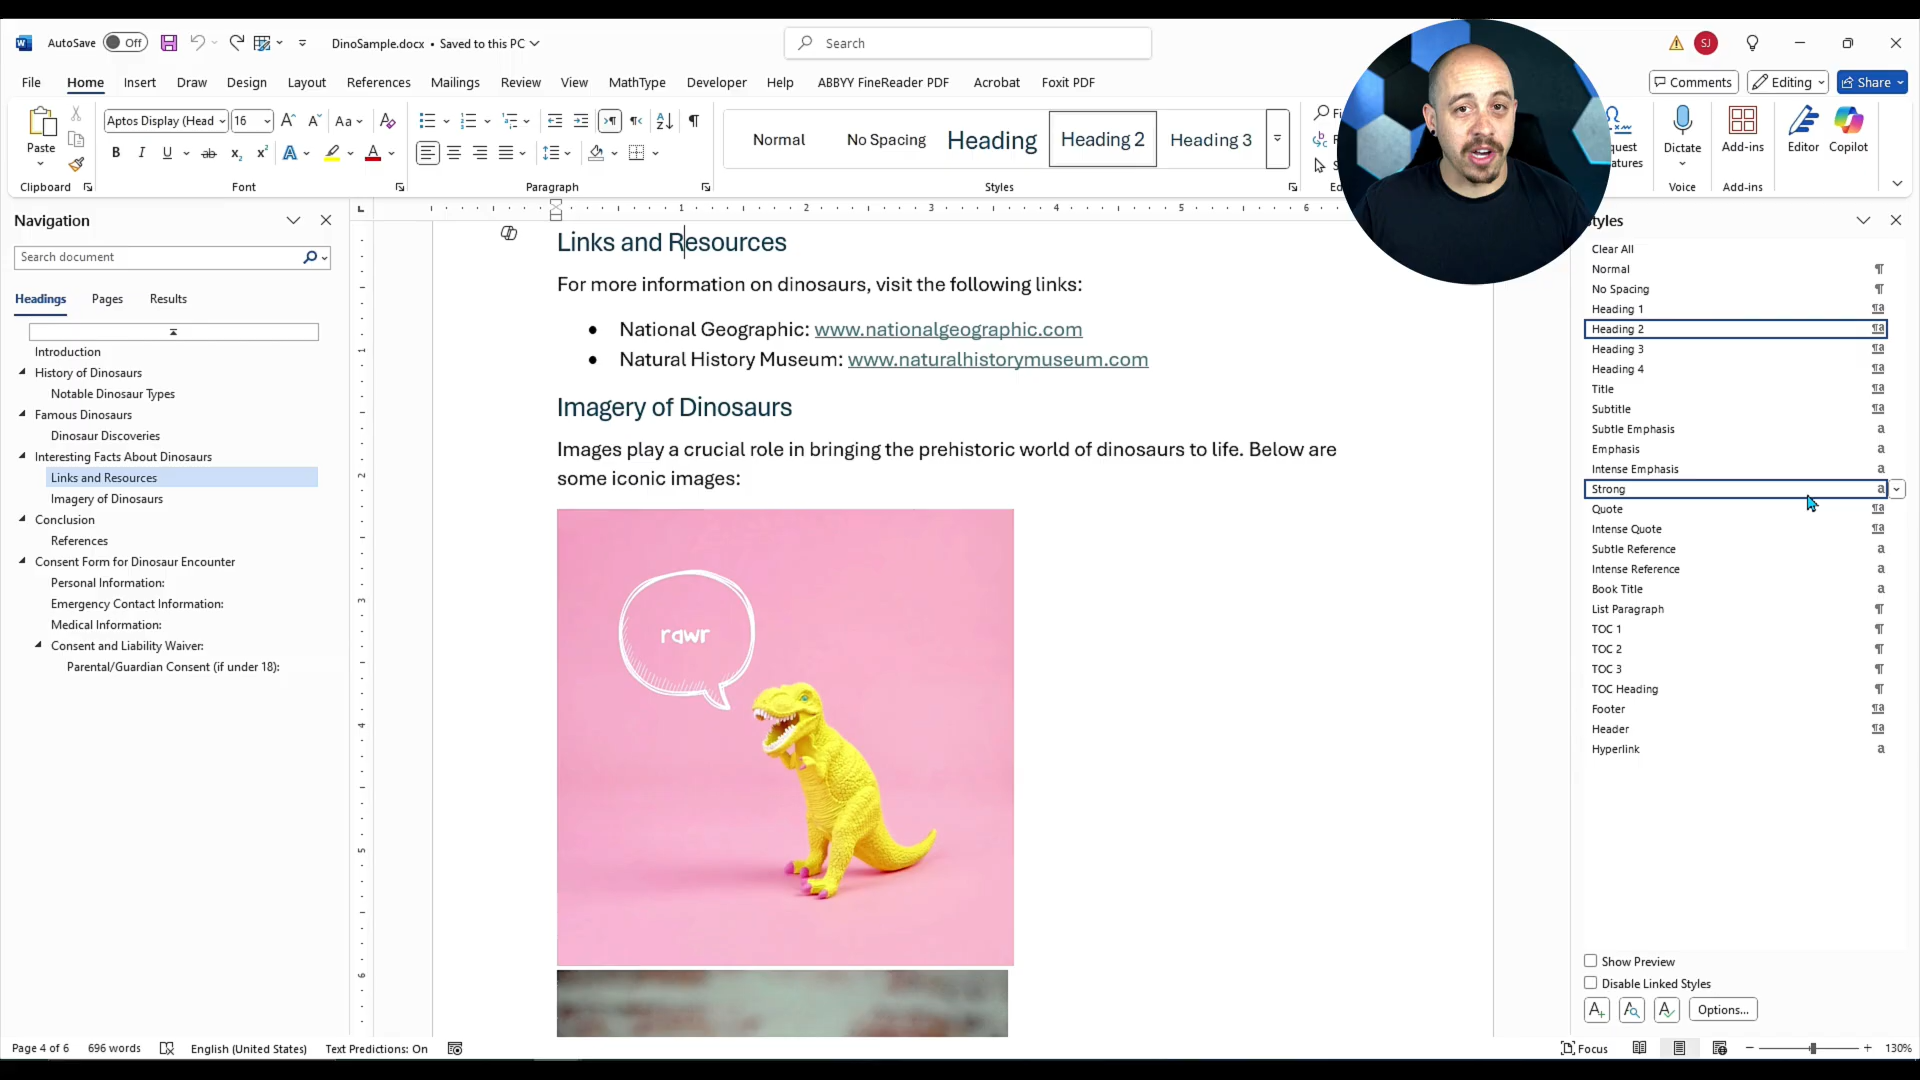 AutoSave Off DinoSample.docx • Saved to this PC Search SJ
File Home Insert Draw Design Layout References Mailings Review View MathType Developer Help ABBYY FineReader PDF Acrobat Foxit PDF Comments Editing Share
Paste Aptos Display (Head 16 Aa Normal No Spacing Heading Heading 2 Heading 3 Dictate Add-ins Editor Copilot
Clipboard Font Paragraph Styles Voice Add-ins
Navigation
Search document
Headings Pages Results
Introduction
History of Dinosaurs
Notable Dinosaur Types
Famous Dinosaurs
Dinosaur Discoveries
Interesting Facts About Dinosaurs
Links and Resources
Imagery of Dinosaurs
Conclusion
References
Consent Form for Dinosaur Encounter
Personal Information:
Emergency Contact Information:
Medical Information:
Consent and Liability Waiver:
Parental/Guardian Consent (if under 18):
1 2 3 4 5 6
Links and Resources
For more information on dinosaurs, visit the following links:
• National Geographic: www.nationalgeographic.com
• Natural History Museum: www.naturalhistorymuseum.com
Imagery of Dinosaurs
Images play a crucial role in bringing the prehistoric world of dinosaurs to life. Below are
some iconic images:
rawr
Clear All
Normal
No Spacing
Heading 1
Heading 2
Heading 3
Heading 4
Title
Subtitle
Subtle Emphasis
Emphasis
Intense Emphasis
Strong
Quote
Intense Quote
Subtle Reference
Intense Reference
Book Title
List Paragraph
TOC 1
TOC 2
TOC 3
TOC Heading
Footer
Header
Hyperlink
Show Preview
Disable Linked Styles
Options...
Page 4 of 6 696 words English (United States) Text Predictions: On Focus 130%